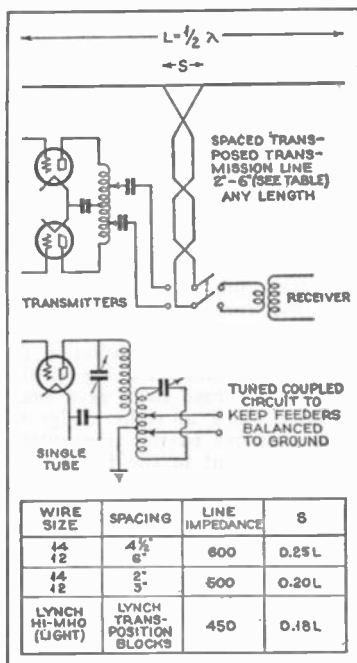 L=1/2 λ
S
SPACED TRANS-
POSED TRANS-
MISSION LINE
2"-6" (SEE TABLE)
ANY LENGTH
TRANSMITTERS
RECEIVER
SINGLE
TUBE
TUNED COUPLED
CIRCUIT TO
KEEP FEEDERS
BALANCED
TO GROUND
WIRE SIZE SPACING LINE IMPEDANCE S
14 4 1/2" 600 0.25L
12 6"
14 2" 500 0.20L
12 3"
LYNCH HI-MHO (LIGHT) LYNCH TRANS-POSITION BLOCKS 450 0.18L